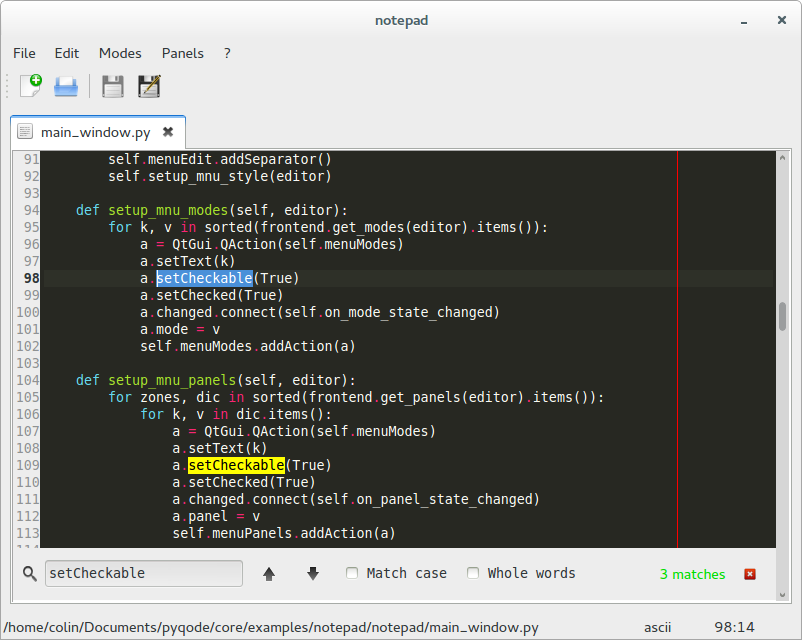 notepad
File Edit Modes Panels ?
main_window.py
91         self.menuEdit.addSeparator()
92         self.setup_mnu_style(editor)
93
94     def setup_mnu_modes(self, editor):
95         for k, v in sorted(frontend.get_modes(editor).items()):
96             a = QtGui.QAction(self.menuModes)
97             a.setText(k)
98             a.setCheckable(True)
99             a.setChecked(True)
100             a.changed.connect(self.on_mode_state_changed)
101             a.mode = v
102             self.menuModes.addAction(a)
103
104     def setup_mnu_panels(self, editor):
105         for zones, dic in sorted(frontend.get_panels(editor).items()):
106             for k, v in dic.items():
107                 a = QtGui.QAction(self.menuModes)
108                 a.setText(k)
109                 a.setCheckable(True)
110                 a.setChecked(True)
111                 a.changed.connect(self.on_panel_state_changed)
112                 a.panel = v
113                 self.menuPanels.addAction(a)
setCheckable Match case Whole words 3 matches
/home/colin/Documents/pyqode/core/examples/notepad/notepad/main_window.py ascii 98:14